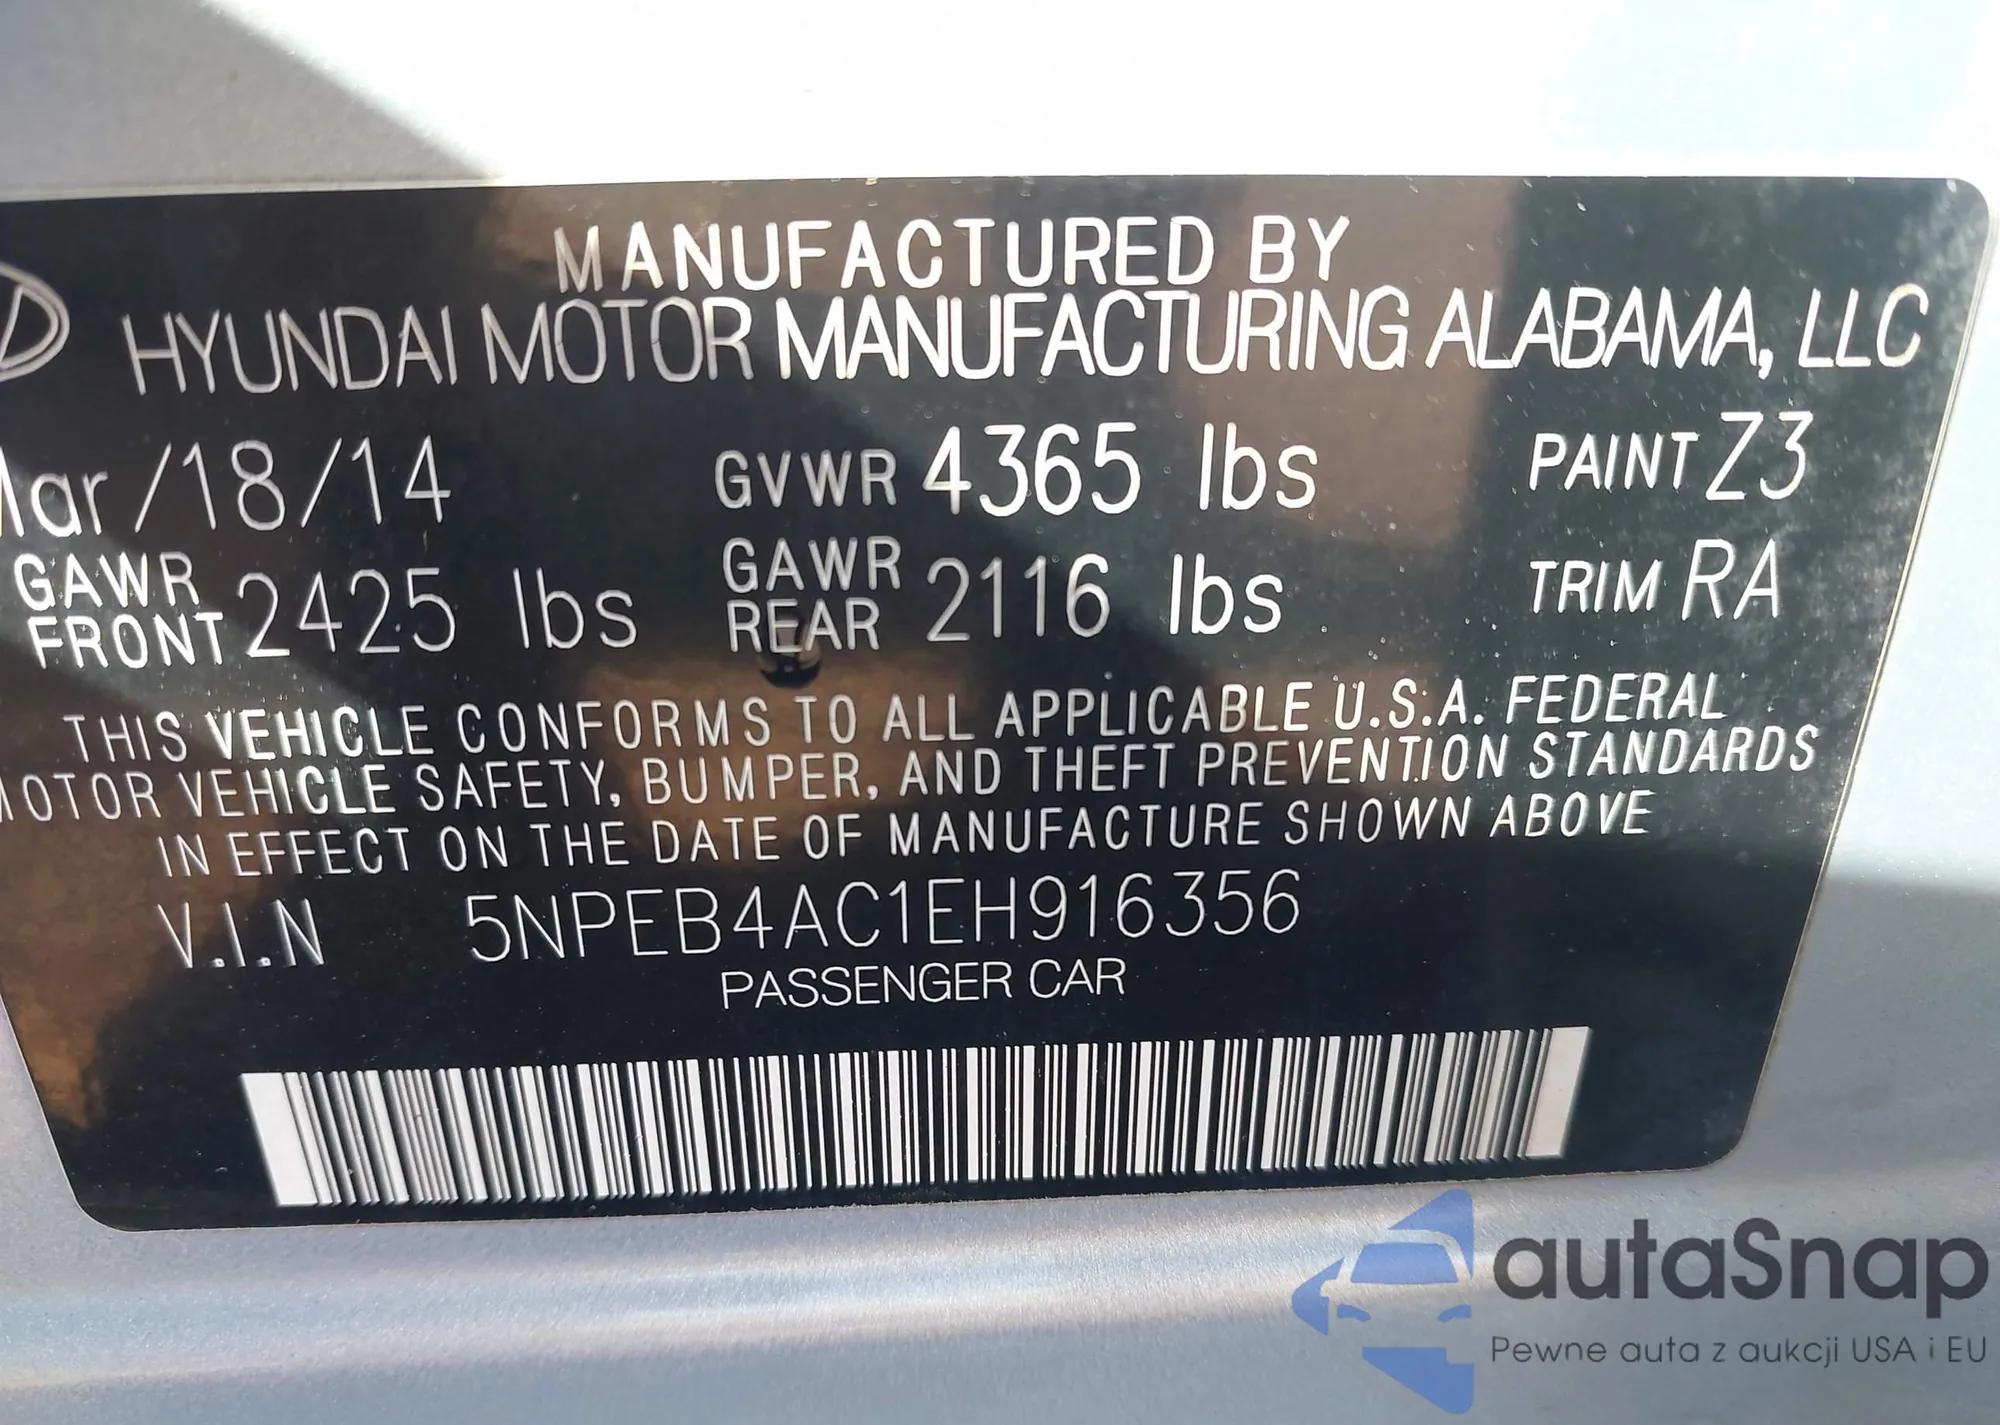 MANUFACTURED BY
HYUNDAI MOTOR MANUFACTURING ALABAMA, LLC
Mar/18/14 GVWR 4365 lbs PAINT Z3
GAWR FRONT 2425 lbs GAWR REAR 2116 lbs TRIM RA
THIS VEHICLE CONFORMS TO ALL APPLICABLE U.S.A. FEDERAL
MOTOR VEHICLE SAFETY, BUMPER, AND THEFT PREVENTION STANDARDS
IN EFFECT ON THE DATE OF MANUFACTURE SHOWN ABOVE
V.I.N 5NPEB4AC1EH916356
PASSENGER CAR
autaSnap
Pewne auta z aukcji USA i EU